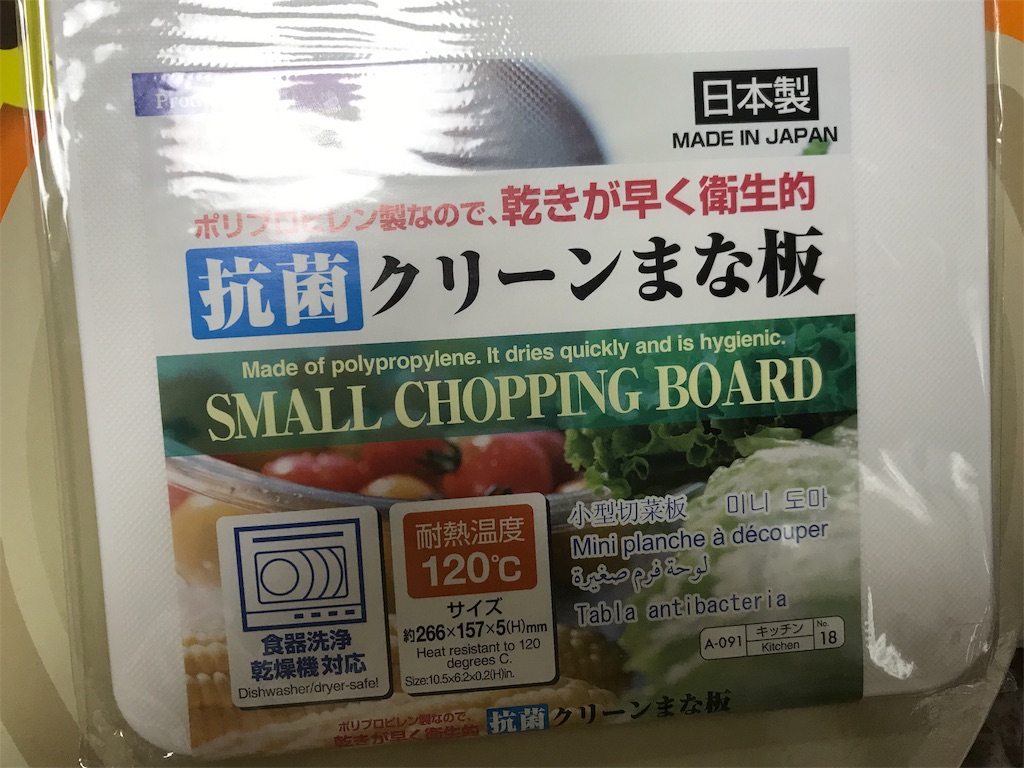 日本製
MADE IN JAPAN
ポリプロピレン製なので、乾きが早く衛生的
抗菌クリーンまな板
Made of polypropylene. It dries quickly and is hygienic.
SMALL CHOPPING BOARD
食器洗浄
乾燥機対応
Dishwasher/dryer-safe!
耐熱温度
120℃
サイズ
約266×157×5(H)mm
Heat resistant to 120
degrees C.
Size:10.5x6.2x0.2(H)in.
小型切菜板 미니 도마
Mini planche à découper
لوحة فرم صغيرة
Tabla antibacteria
A-091 キッチン Kitchen No. 18
ポリプロピレン製なので、
乾きが早く衛生的 抗菌クリーンまな板